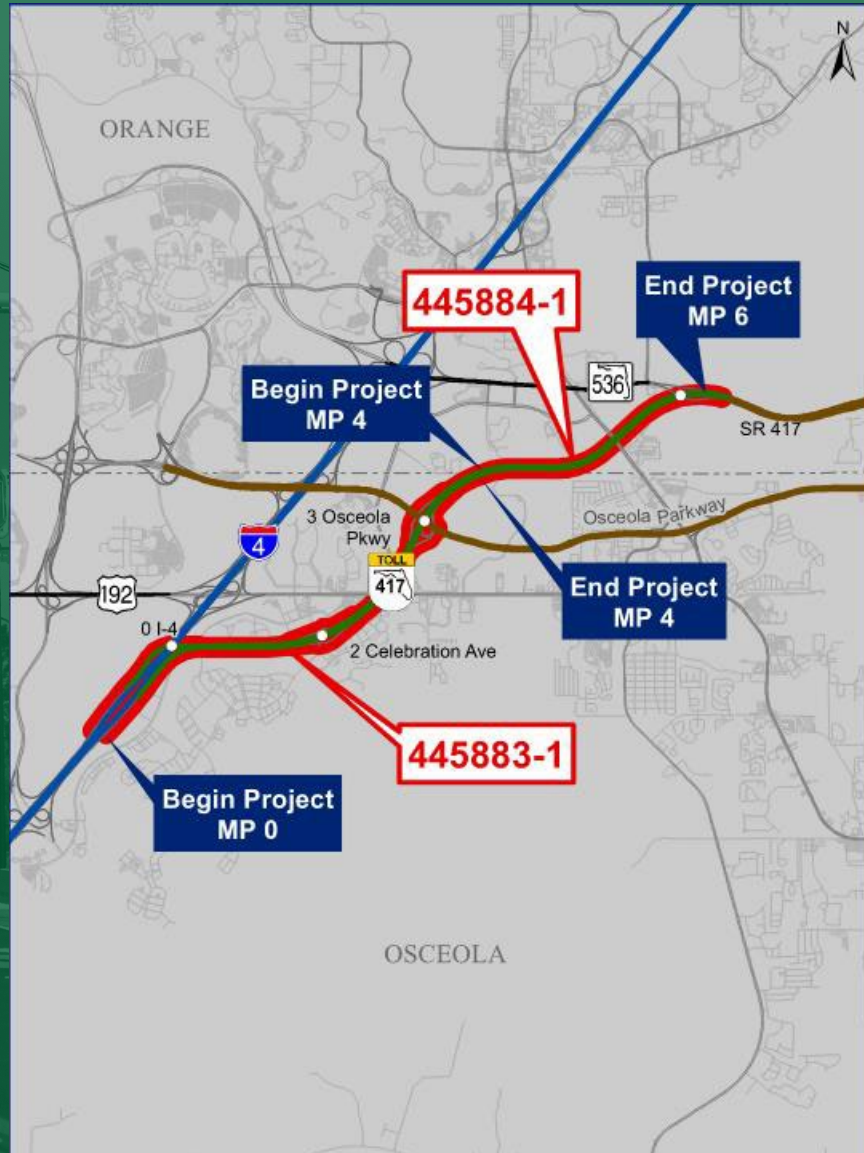 N
ORANGE
445884-1
End Project
MP 6
Begin Project
MP 4
536
SR 417
3 Osceola
Pkwy
Osceola Parkway
4
TOLL
417
192
End Project
MP 4
0 I-4
2 Celebration Ave
445883-1
Begin Project
MP 0
OSCEOLA